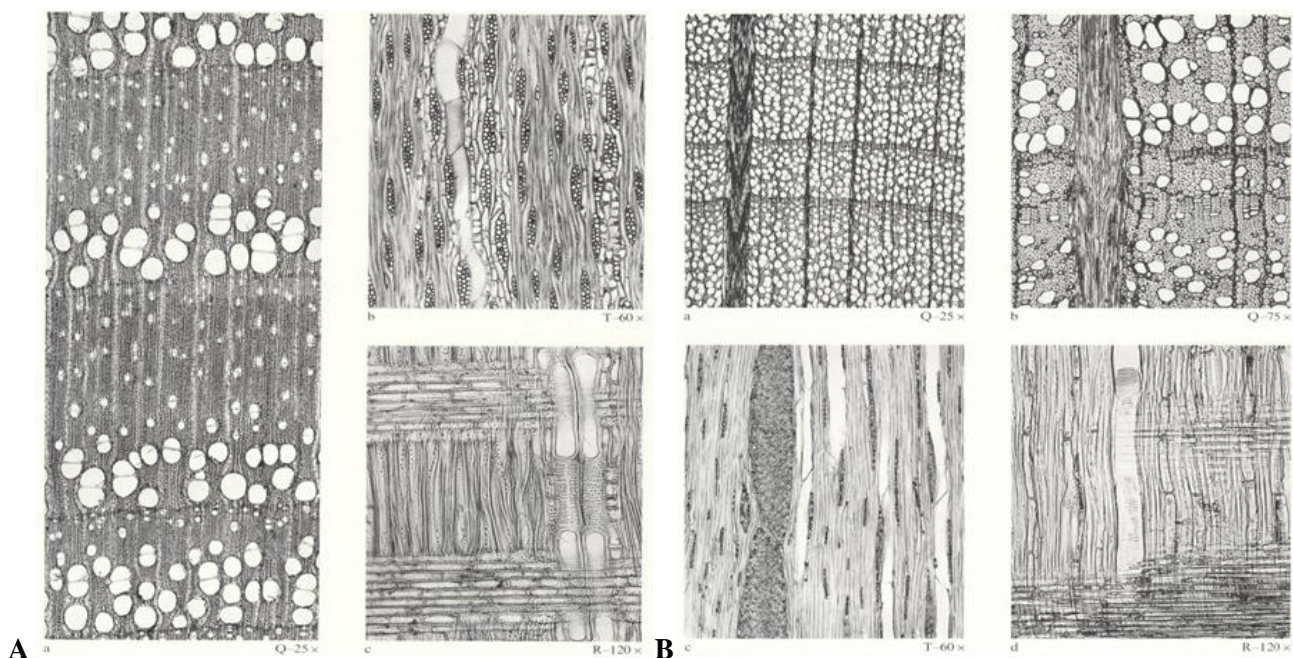 b T–60×
a Q–25×
b Q–75×
A
a Q–25×
c R–120×
B
c T–60×
d R–120×